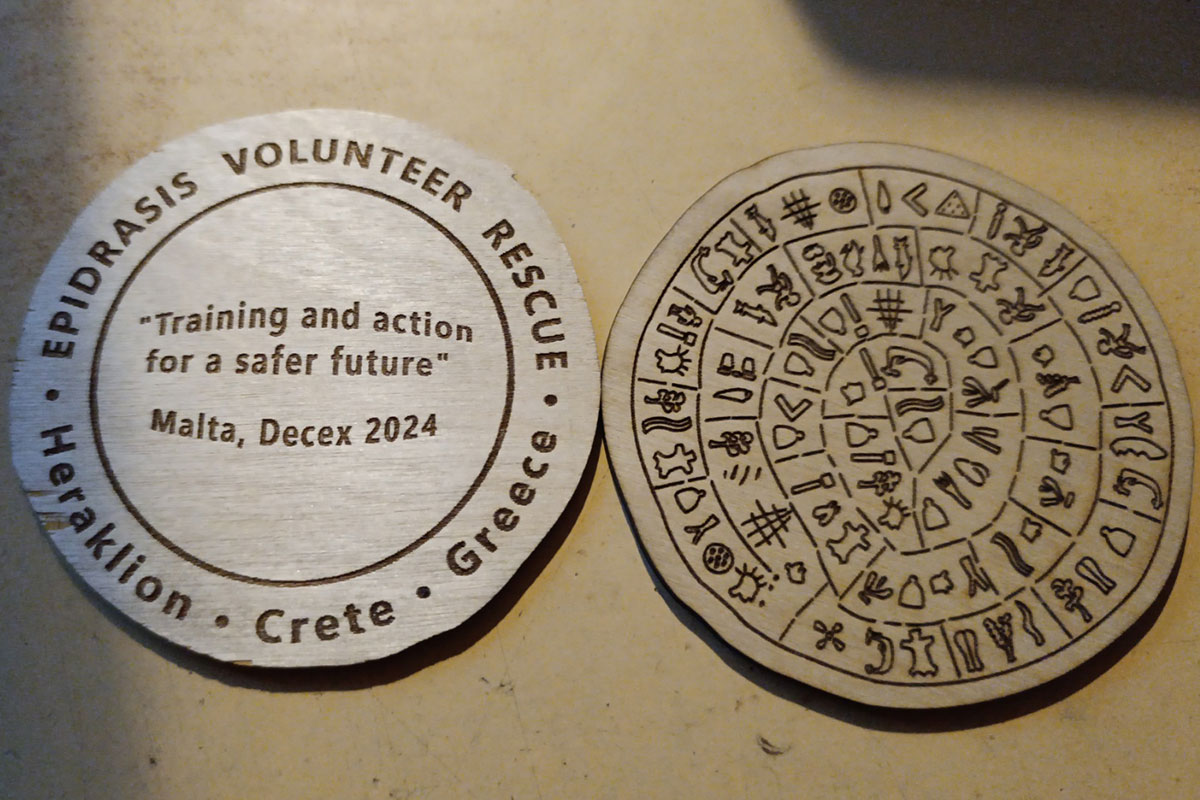 EPIDRASIS VOLUNTEER RESCUE
"Training and action
for a safer future"
Malta, Decex 2024
Heraklion • Crete • Greece